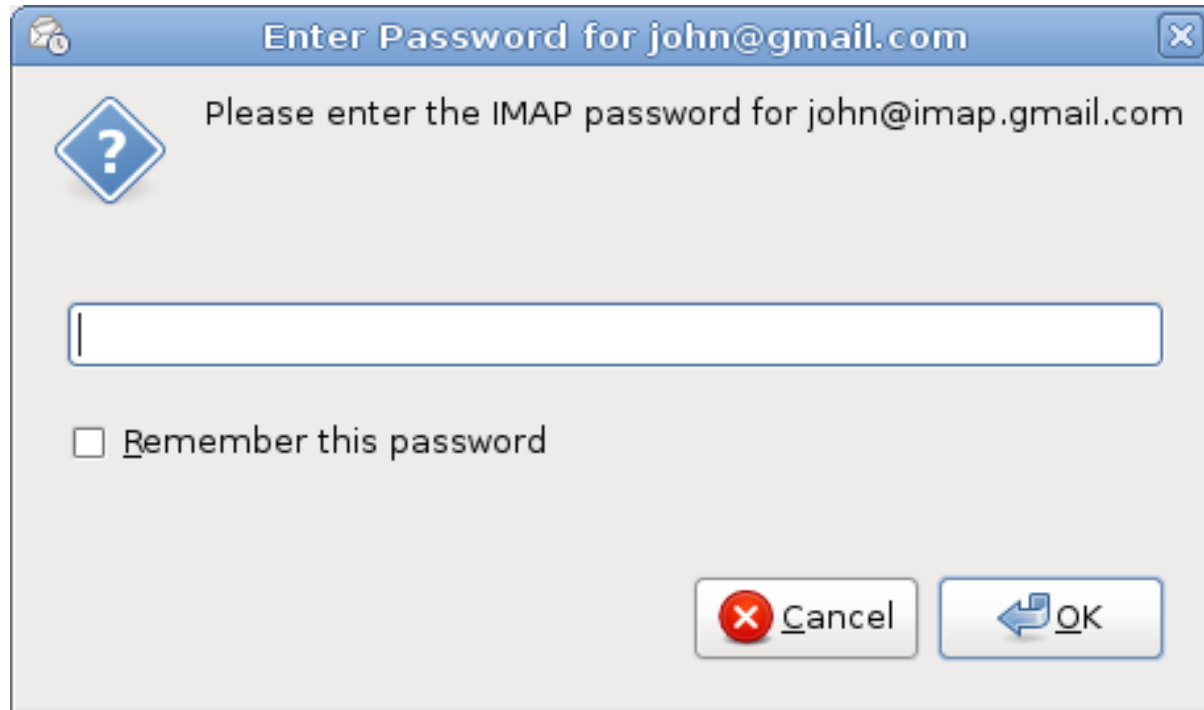 Enter Password for john@gmail.com
Please enter the IMAP password for john@imap.gmail.com
Remember this password
Cancel
OK